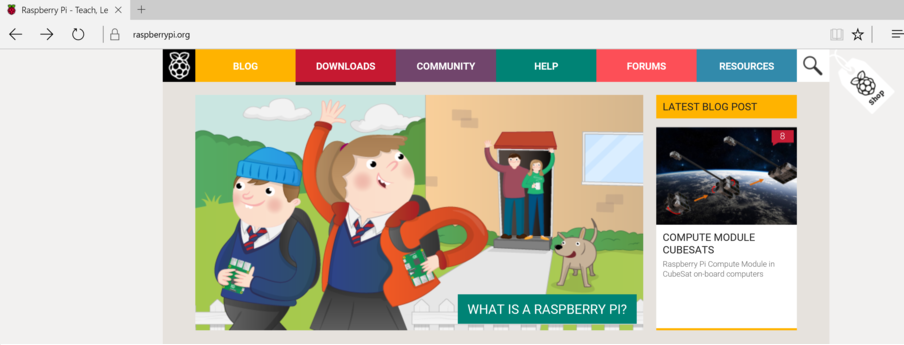 Raspberry Pi - Teach, Le
raspberrypi.org
BLOG DOWNLOADS COMMUNITY HELP FORUMS RESOURCES
Shop
LATEST BLOG POST
8
COMPUTE MODULE
CUBESATS
Raspberry Pi Compute Module in
CubeSat on-board computers
WHAT IS A RASPBERRY PI?